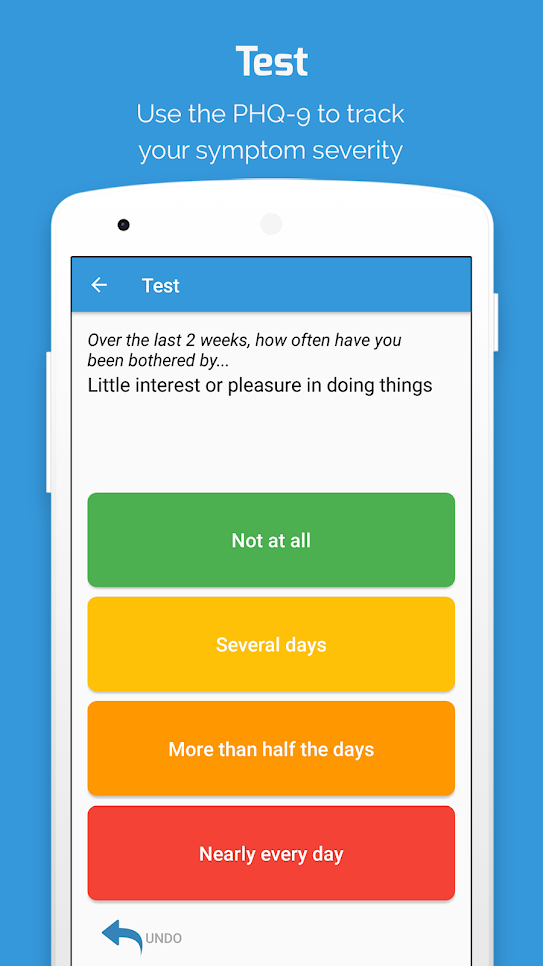 Test
Use the PHQ-9 to track
your symptom severity
Test
Over the last 2 weeks, how often have you
been bothered by...
Little interest or pleasure in doing things
Not at all
Several days
More than half the days
Nearly every day
UNDO